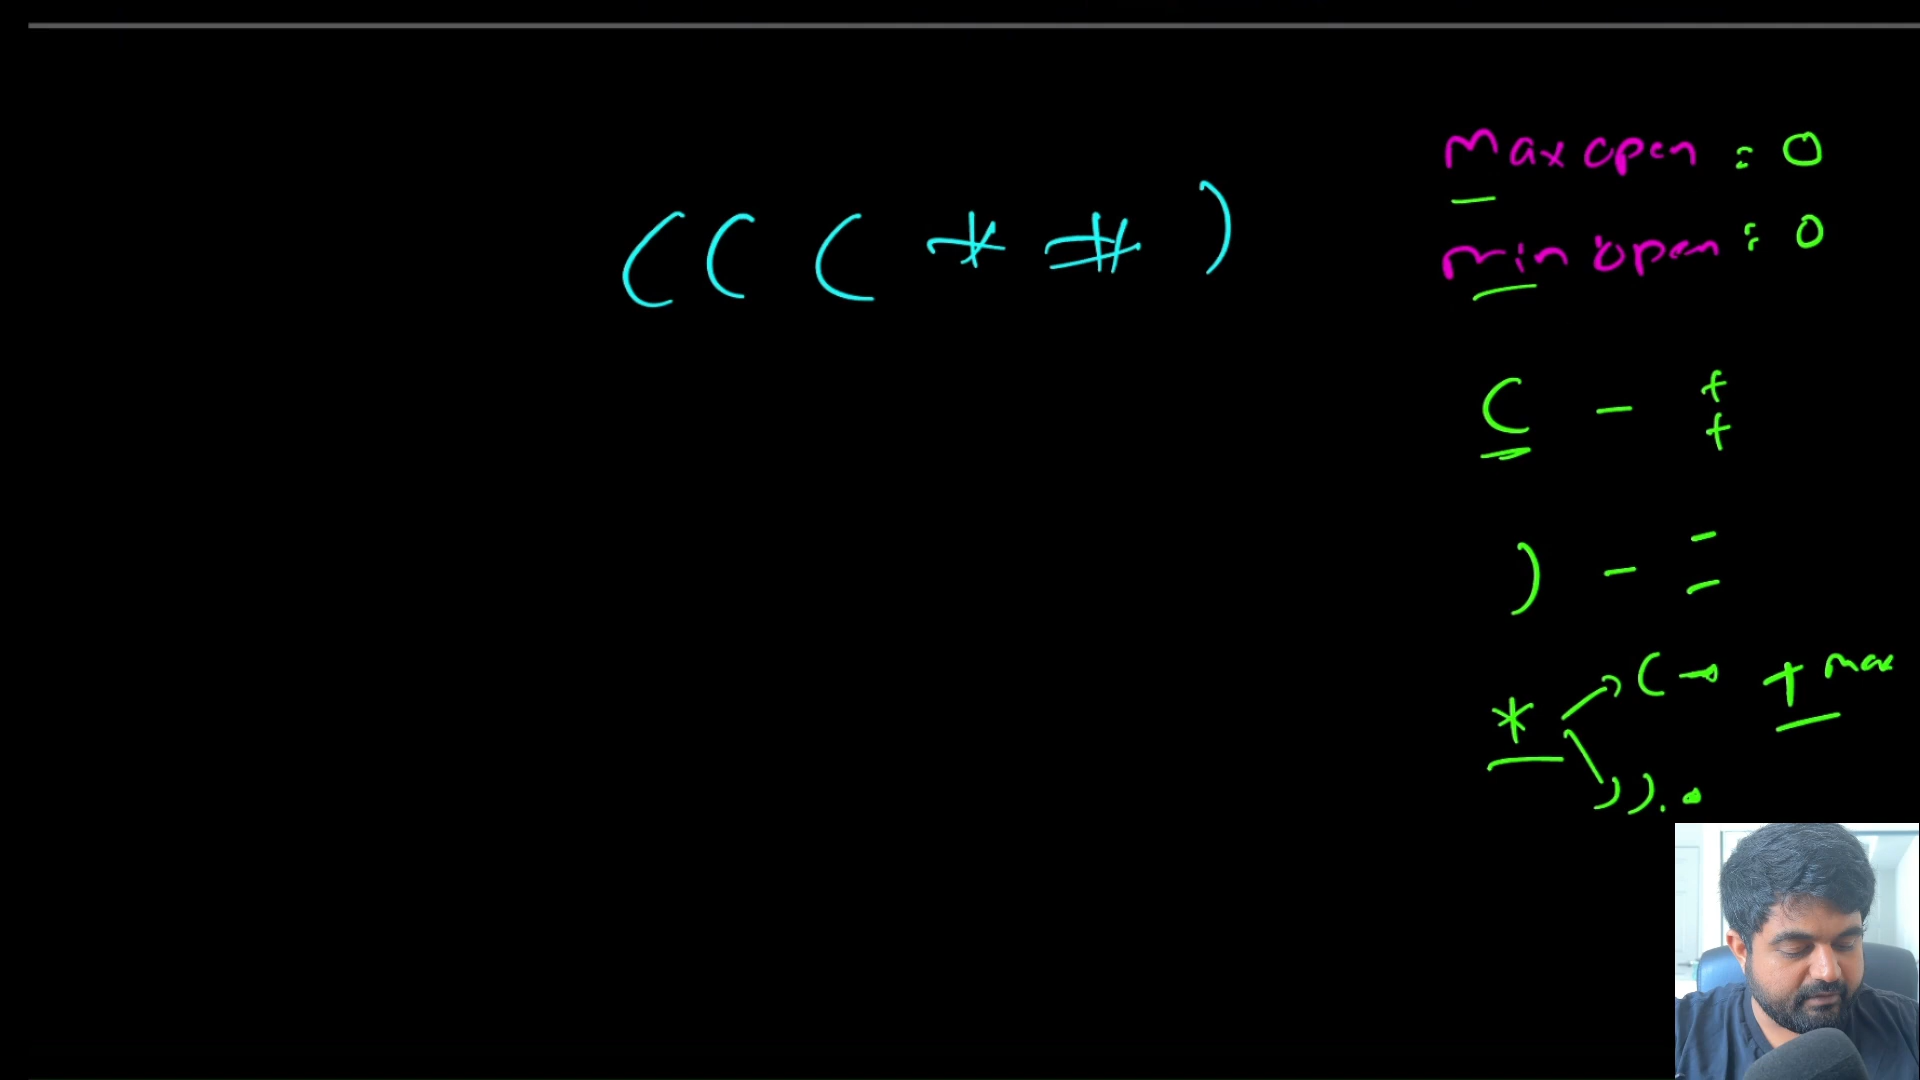 ( ( ( * * )
max open : 0
min open : 0
( - +
+
) - -
-
* ( → + max
) ) .